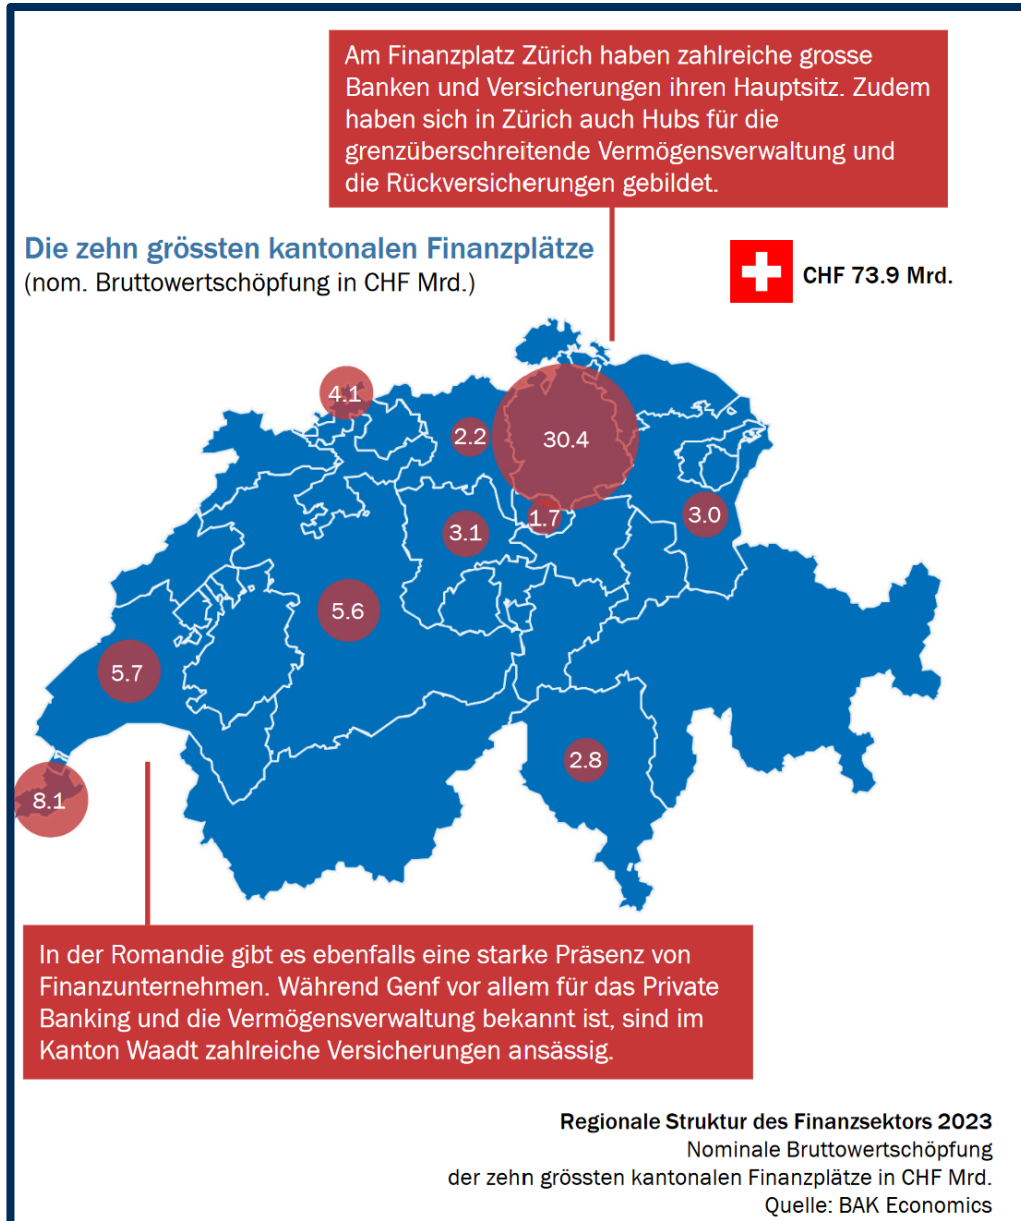 Am Finanzplatz Zürich haben zahlreiche grosse
Banken und Versicherungen ihren Hauptsitz. Zudem
haben sich in Zürich auch Hubs für die
grenzüberschreitende Vermögensverwaltung und
die Rückversicherungen gebildet.
Die zehn grössten kantonalen Finanzplätze
(nom. Bruttowertschöpfung in CHF Mrd.)
CHF 73.9 Mrd.
4.1
2.2
30.4
3.1
1.7
3.0
5.6
5.7
2.8
8.1
In der Romandie gibt es ebenfalls eine starke Präsenz von
Finanzunternehmen. Während Genf vor allem für das Private
Banking und die Vermögensverwaltung bekannt ist, sind im
Kanton Waadt zahlreiche Versicherungen ansässig.
Regionale Struktur des Finanzsektors 2023
Nominale Bruttowertschöpfung
der zehn grössten kantonalen Finanzplätze in CHF Mrd.
Quelle: BAK Economics